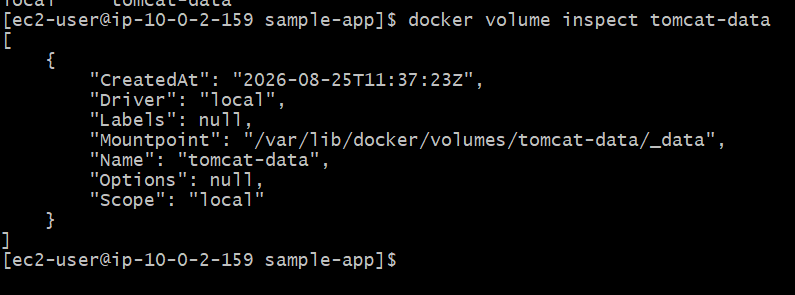 local     tomcat-data
[ec2-user@ip-10-0-2-159 sample-app]$ docker volume inspect tomcat-data
[
    {
        "CreatedAt": "2026-08-25T11:37:23Z",
        "Driver": "local",
        "Labels": null,
        "Mountpoint": "/var/lib/docker/volumes/tomcat-data/_data",
        "Name": "tomcat-data",
        "Options": null,
        "Scope": "local"
    }
]
[ec2-user@ip-10-0-2-159 sample-app]$